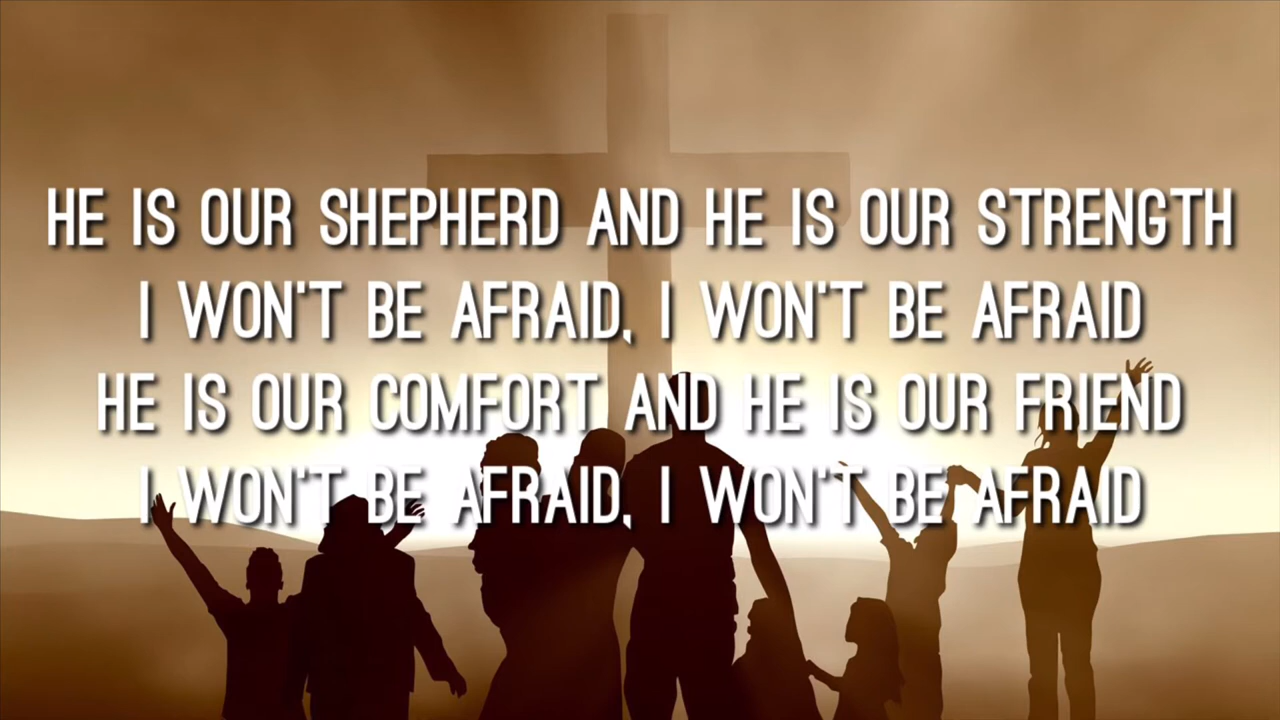 HE IS OUR SHEPHERD AND HE IS OUR STRENGTH
I WON'T BE AFRAID, I WON'T BE AFRAID
HE IS OUR COMFORT AND HE IS OUR FRIEND
I WON'T BE AFRAID, I WON'T BE AFRAID